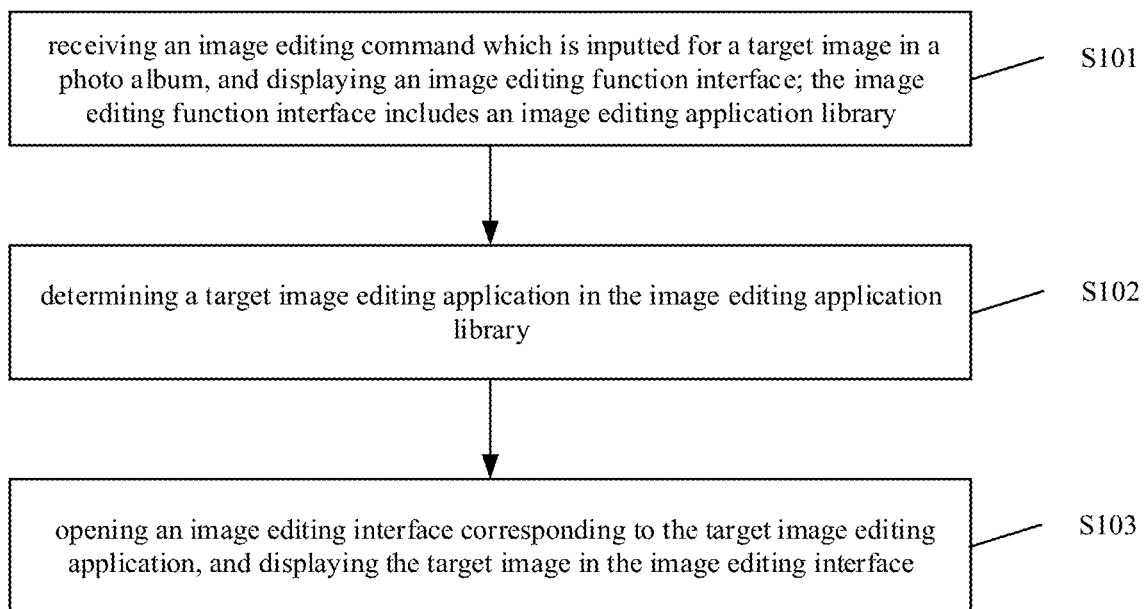 receiving an image editing command which is inputted for a target image in a
photo album, and displaying an image editing function interface; the image
editing function interface includes an image editing application library
S101
determining a target image editing application in the image editing application
library
S102
opening an image editing interface corresponding to the target image editing
application, and displaying the target image in the image editing interface
S103